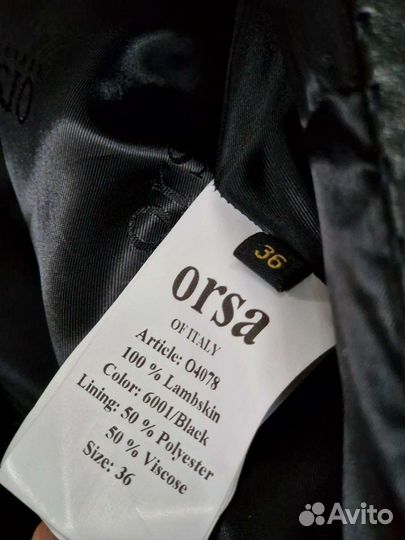 36
orsa
OF ITALY
Article: O4078
100 % Lambskin
Color: 6001/Black
Lining: 50 % Polyester
50 % Viscose
Size: 36
Avito